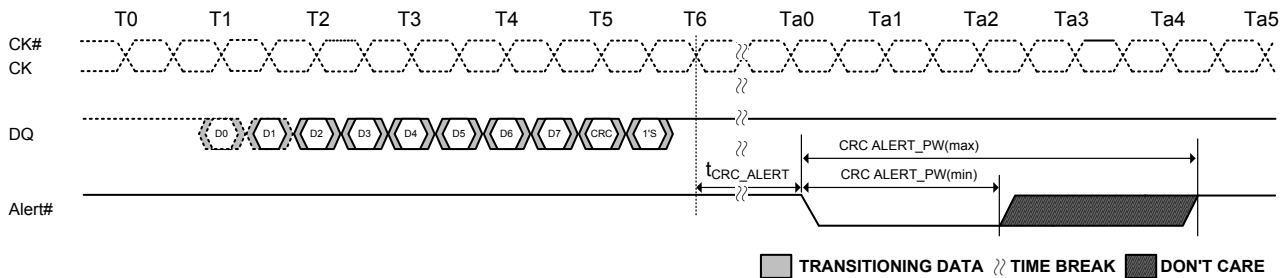 T0 T1 T2 T3 T4 T5 T6 Ta0 Ta1 Ta2 Ta3 Ta4 Ta5
CK#
CK
DQ
D0 D1 D2 D3 D4 D5 D6 D7 CRC 1'S
CRC ALERT_PW(max)
tCRC_ALERT
CRC ALERT_PW(min)
Alert#
TRANSITIONING DATA TIME BREAK DON'T CARE